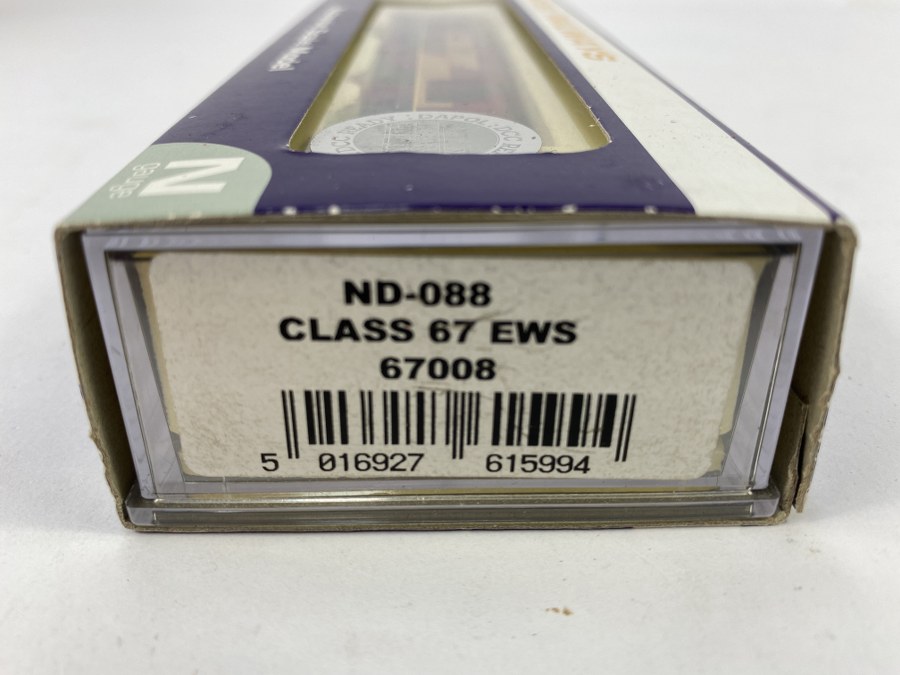 N
Gauge
ND-088
CLASS 67 EWS
67008
5 016927 615994